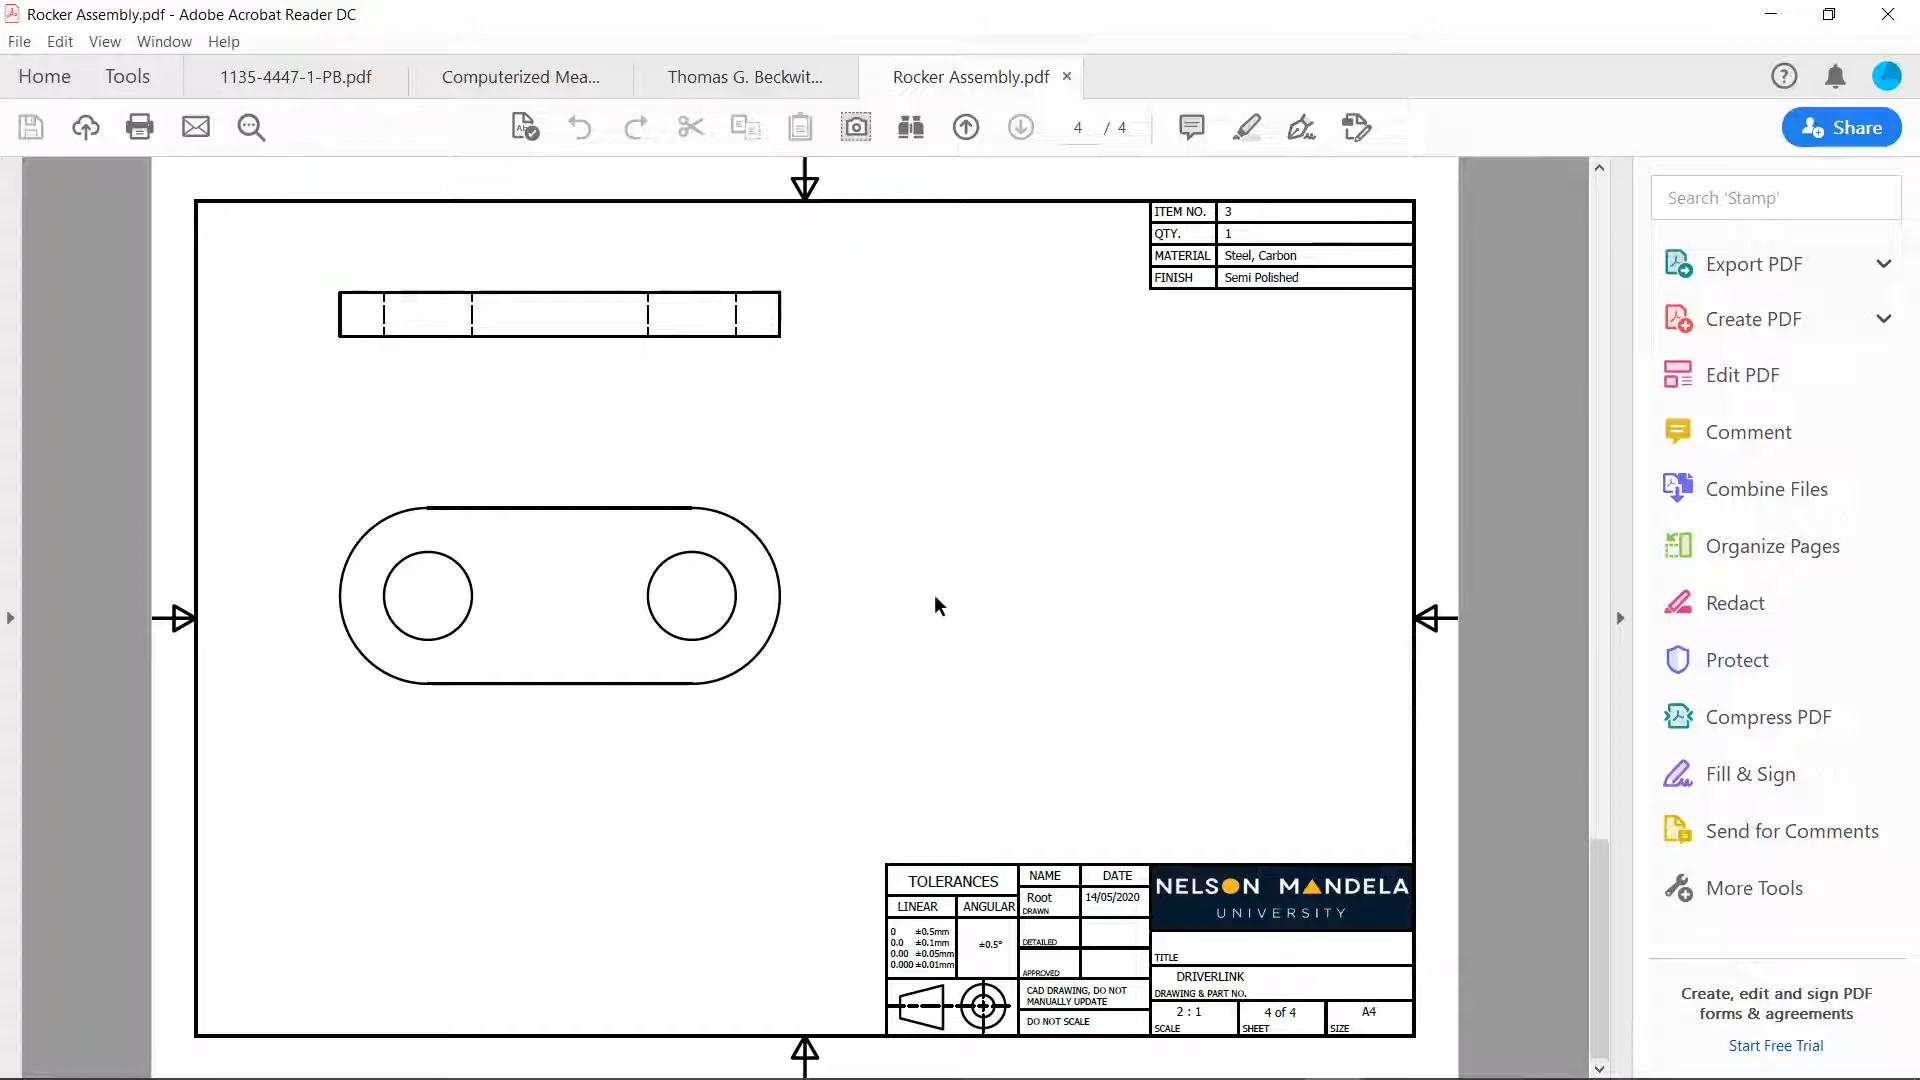 Rocker Assembly.pdf - Adobe Acrobat Reader DC
File Edit View Window Help
Home Tools 1135-4447-1-PB.pdf Computerized Mea... Thomas G. Beckwit... Rocker Assembly.pdf
4 / 4
Share
Search 'Stamp'
Export PDF
Create PDF
Edit PDF
Comment
Combine Files
Organize Pages
Redact
Protect
Compress PDF
Fill & Sign
Send for Comments
More Tools
Create, edit and sign PDF
forms & agreements
Start Free Trial
ITEM NO. 3
QTY. 1
MATERIAL Steel, Carbon
FINISH Semi Polished
TOLERANCES
LINEAR ANGULAR
0 ±0.5mm
0.0 ±0.1mm
0.00 ±0.05mm
0.000 ±0.01mm
±0.5°
NAME DATE
Root 14/05/2020
DRAWN
DETAILED
APPROVED
CAD DRAWING, DO NOT
MANUALLY UPDATE
DO NOT SCALE
NELSON MANDELA
UNIVERSITY
TITLE
DRIVERLINK
DRAWING & PART NO.
2 : 1 4 of 4 A4
SCALE SHEET SIZE